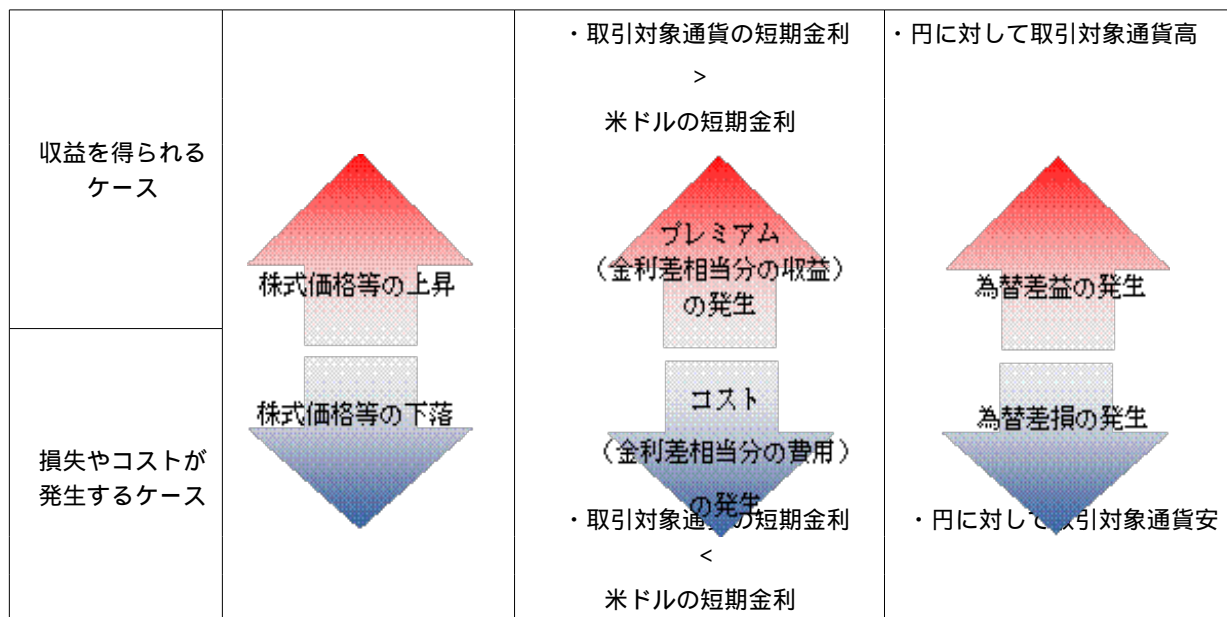 収益を得られる
ケース
損失やコストが
発生するケース
株式価格等の上昇
株式価格等の下落
・取引対象通貨の短期金利
>
米ドルの短期金利
プレミアム
(金利差相当分の収益)
の発生
コスト
(金利差相当分の費用)
の発生
・取引対象通貨の短期金利
<
米ドルの短期金利
・円に対して取引対象通貨高
為替差益の発生
為替差損の発生
・円に対して取引対象通貨安